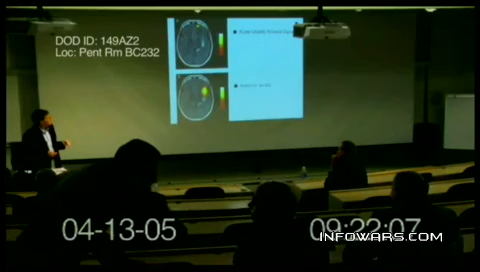 DOD ID: 149AZ2
Loc: Pent Rm BC232
04-13-05
09:22:07
INFOWARS.COM